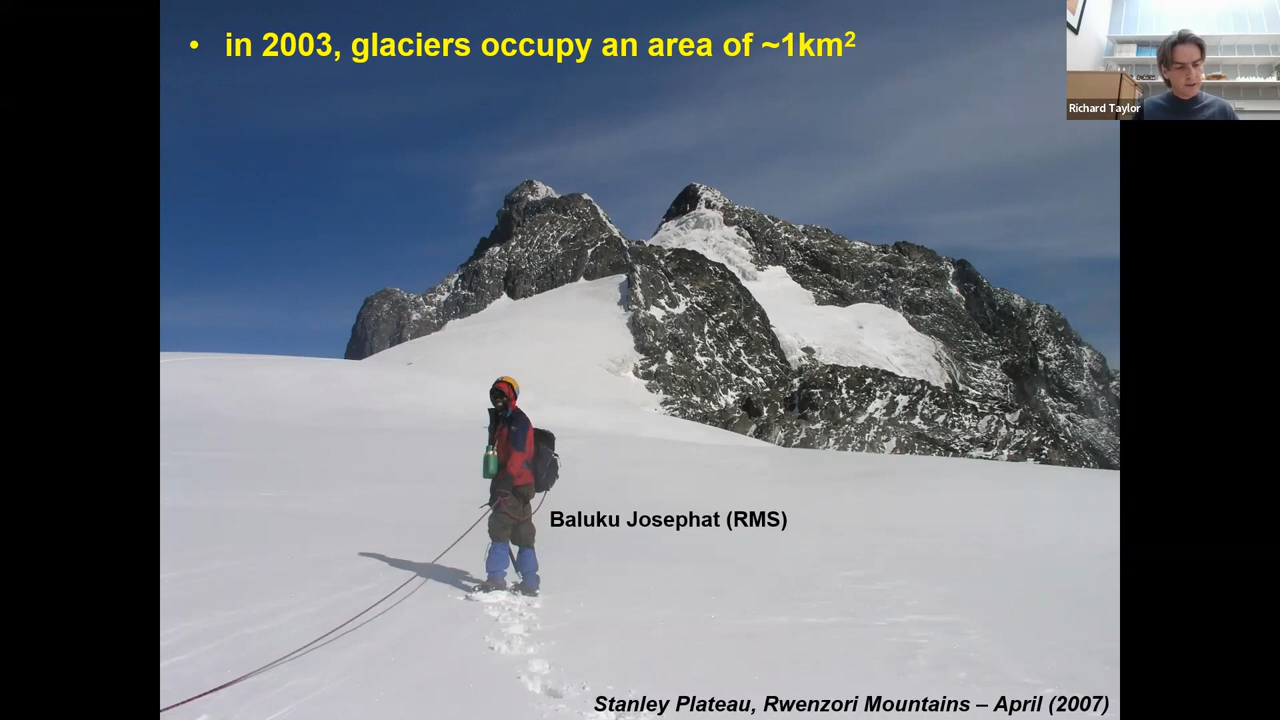 • in 2003, glaciers occupy an area of ~1km²
Richard Taylor
Baluku Josephat (RMS)
Stanley Plateau, Rwenzori Mountains – April (2007)